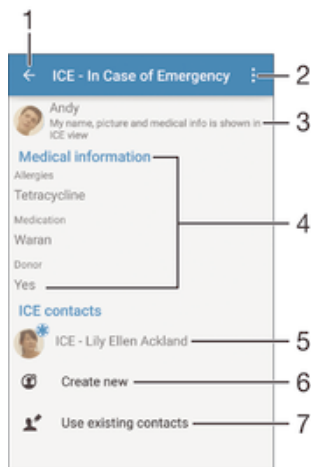 1
ICE - In Case of Emergency
2
Andy
My name, picture and medical info is shown in
ICE view
3
Medical information
Allergies
Tetracycline
Medication
Waran
4
Donor
Yes
ICE contacts
ICE - Lily Ellen Ackland
5
Create new
6
Use existing contacts
7